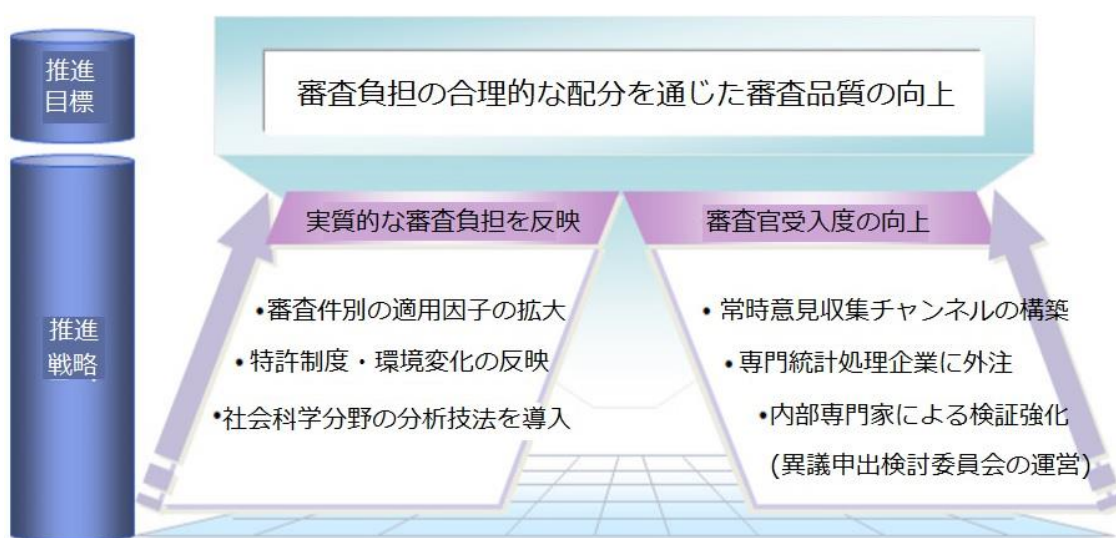 推進
目標
審査負担の合理的な配分を通じた審査品質の向上
推進
戦略
実質的な審査負担を反映
•審査件別の適用因子の拡大
•特許制度・環境変化の反映
•社会科学分野の分析技法を導入
審査官受入度の向上
•常時意見収集チャンネルの構築
•専門統計処理企業に外注
•内部専門家による検証強化
(異議申出検討委員会の運営)